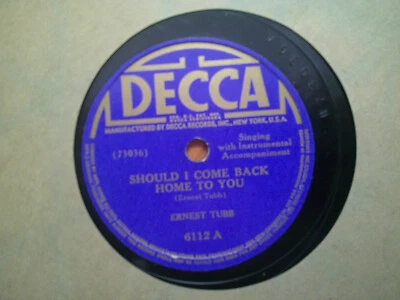 DECCA
MANUFACTURED BY DECCA RECORDS, INC., NEW YORK, U.S.A.
(73036)
Singing
with Instrumental
Accompaniment
SHOULD I COME BACK
HOME TO YOU
(Ernest Tubb)
ERNEST TUBB
6112 A